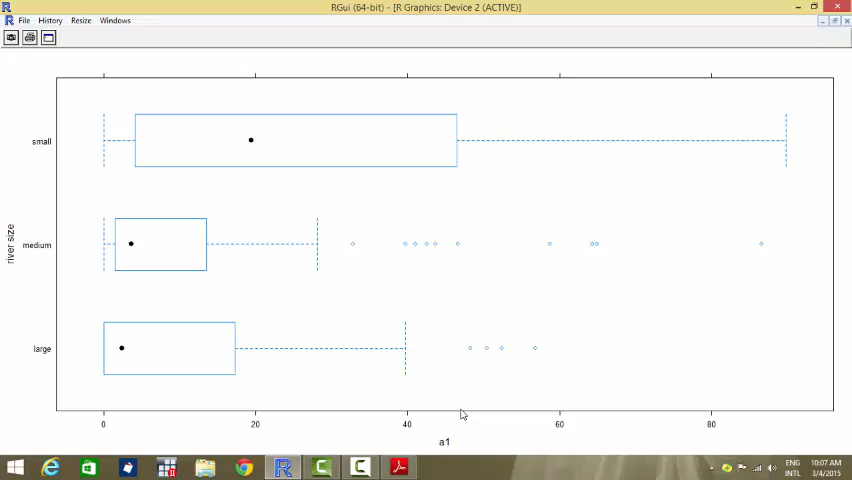 RGui (64-bit) - [R Graphics: Device 2 (ACTIVE)]
File History Resize Windows
small
medium
large
river size
0 20 40 60 80
a1
ENG 10:07 AM
INTL 3/4/2015